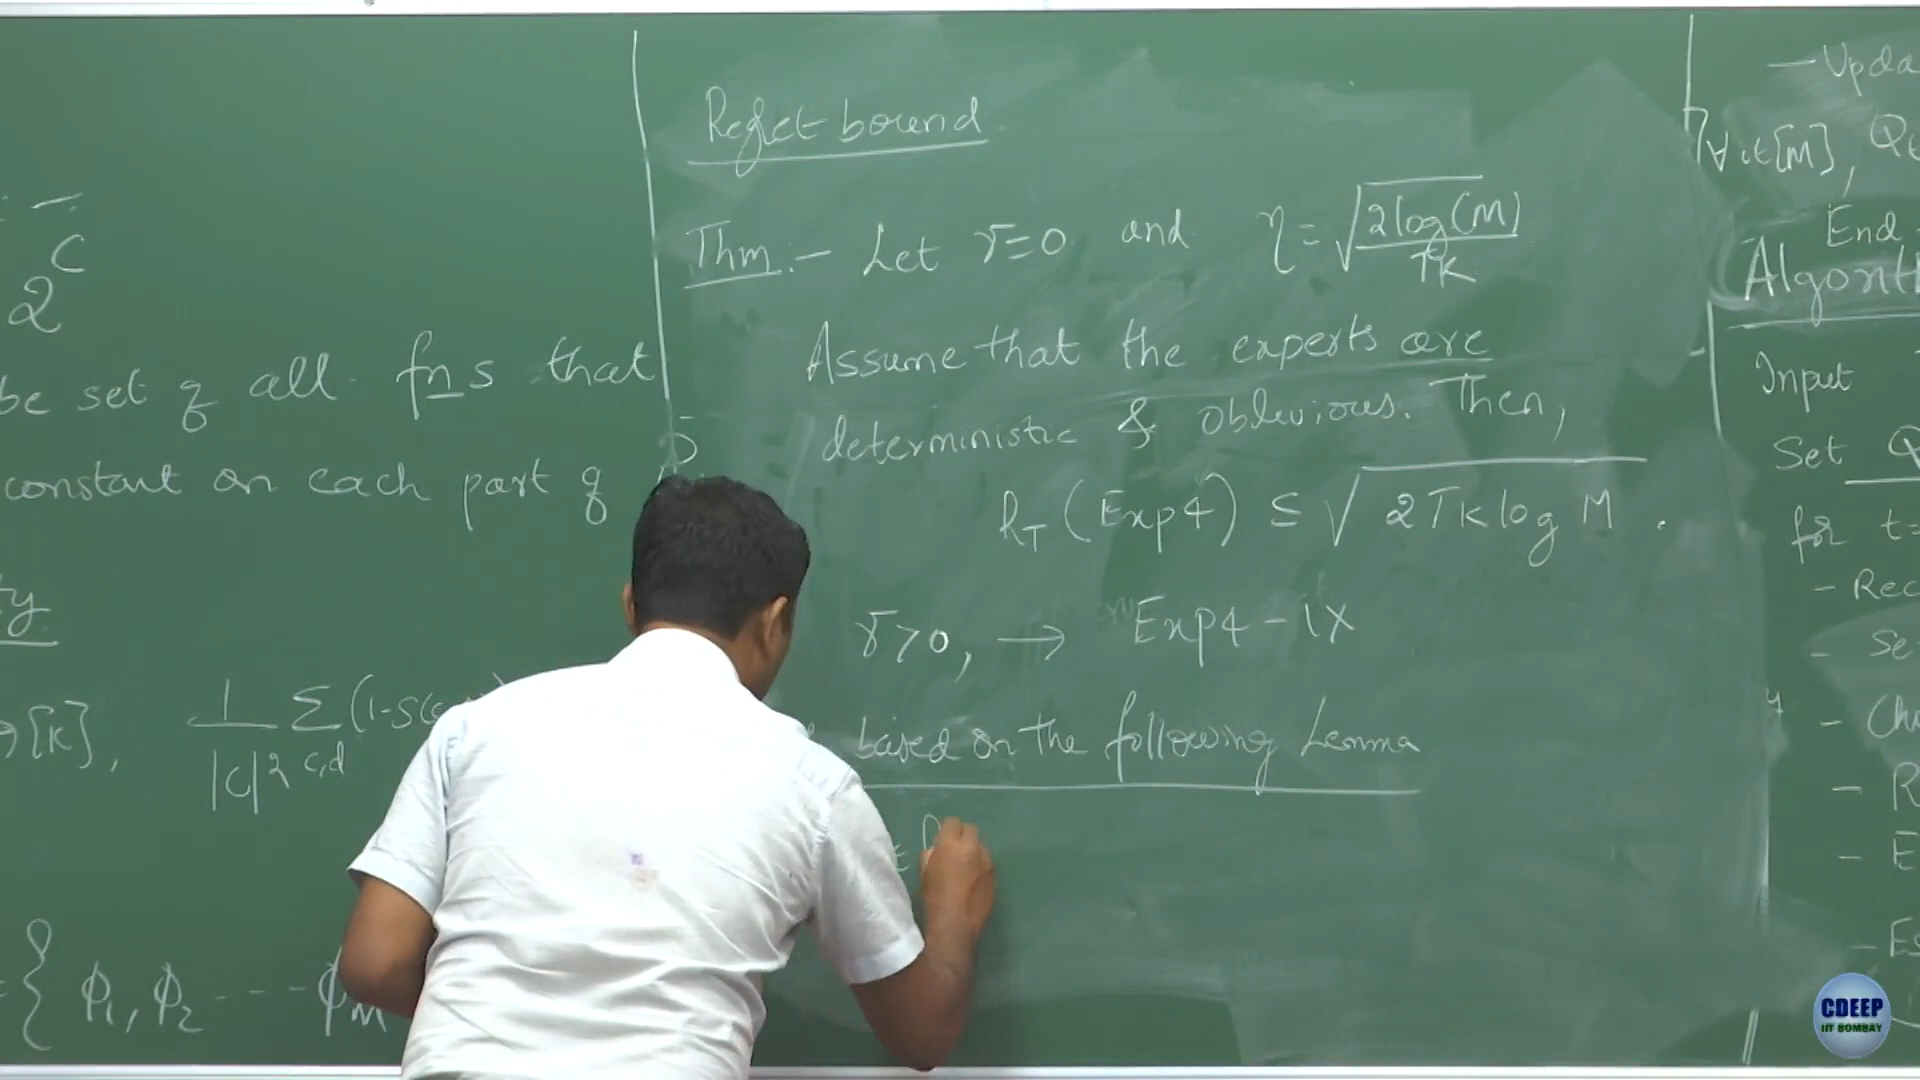 2^C
be set of all fns that
constant on each part of
[K], 1/|C|² Σ c,d (1-S(c
{ Φ1, Φ2 - - - ΦM
Regret bound
Thm:- Let γ=0 and η = √(2log(M)/TK)
Assume that the experts are
deterministic & oblivious. Then,
R_T (Exp4) ≤ √(2TK log M) .
γ>0, → Exp4-IX
based on the following Lemma
∈
— Upda
∀ i∈[M], Qt
End
Algorith
Input
Set Q
for t=
- Rec
- Se
- Ch
- R
- E
- Es
CDEEP
IIT BOMBAY